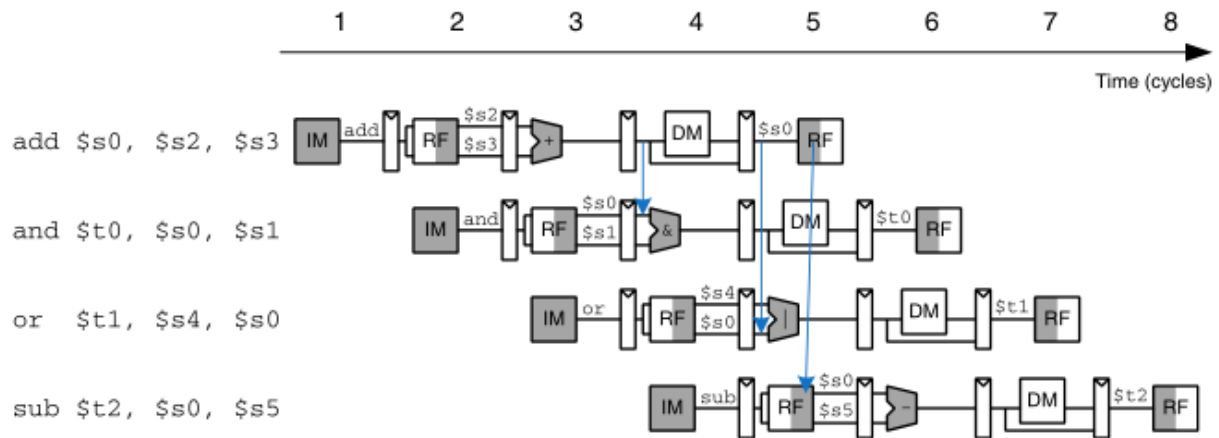 1 2 3 4 5 6 7 8
Time (cycles)
add $s0, $s2, $s3 IM add RF $s2 $s3 + DM $s0 RF
and $t0, $s0, $s1 IM and RF $s0 $s1 & DM $t0 RF
or $t1, $s4, $s0 IM or RF $s4 $s0 | DM $t1 RF
sub $t2, $s0, $s5 IM sub RF $s0 $s5 - DM $t2 RF